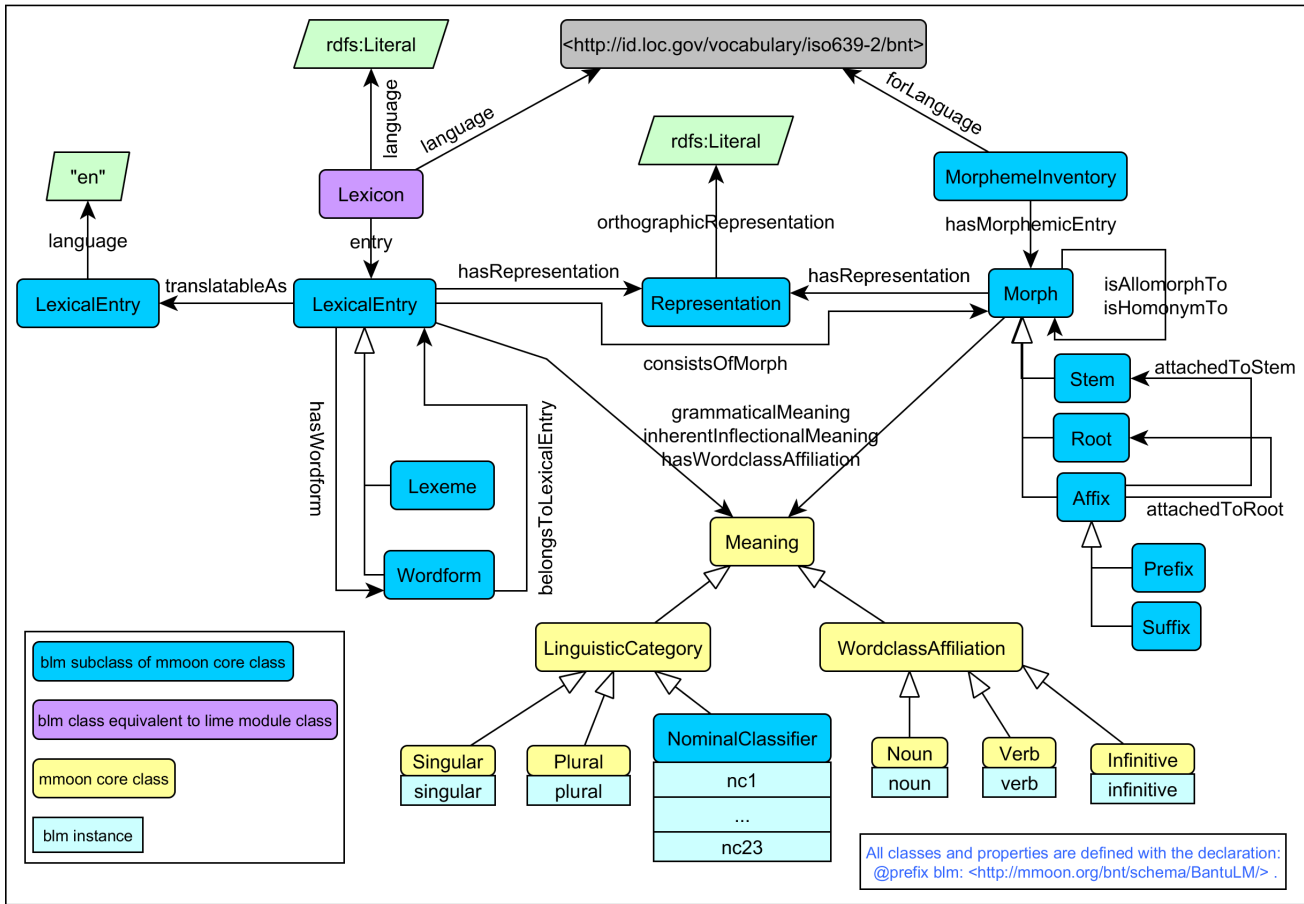 rdfs:Literal
<http://id.loc.gov/vocabulary/iso639-2/bnt>
language
language
forLanguage
rdfs:Literal
"en"
Lexicon
MorphemeInventory
language
entry
orthographicRepresentation
hasMorphemicEntry
LexicalEntry
translatableAs
LexicalEntry
hasRepresentation
Representation
hasRepresentation
Morph
isAllomorphTo
isHomonymTo
consistsOfMorph
Stem
attachedToStem
Root
Affix
attachedToRoot
Prefix
Suffix
hasWordform
belongsToLexicalEntry
grammaticalMeaning
inherentInflectionalMeaning
hasWordclassAffiliation
Lexeme
Wordform
Meaning
LinguisticCategory
WordclassAffiliation
Singular
singular
Plural
plural
NominalClassifier
nc1
...
nc23
Noun
noun
Verb
verb
Infinitive
infinitive
blm subclass of mmoon core class
blm class equivalent to lime module class
mmoon core class
blm instance
All classes and properties are defined with the declaration:
@prefix blm: <http://mmoon.org/bnt/schema/BantuLM/> .